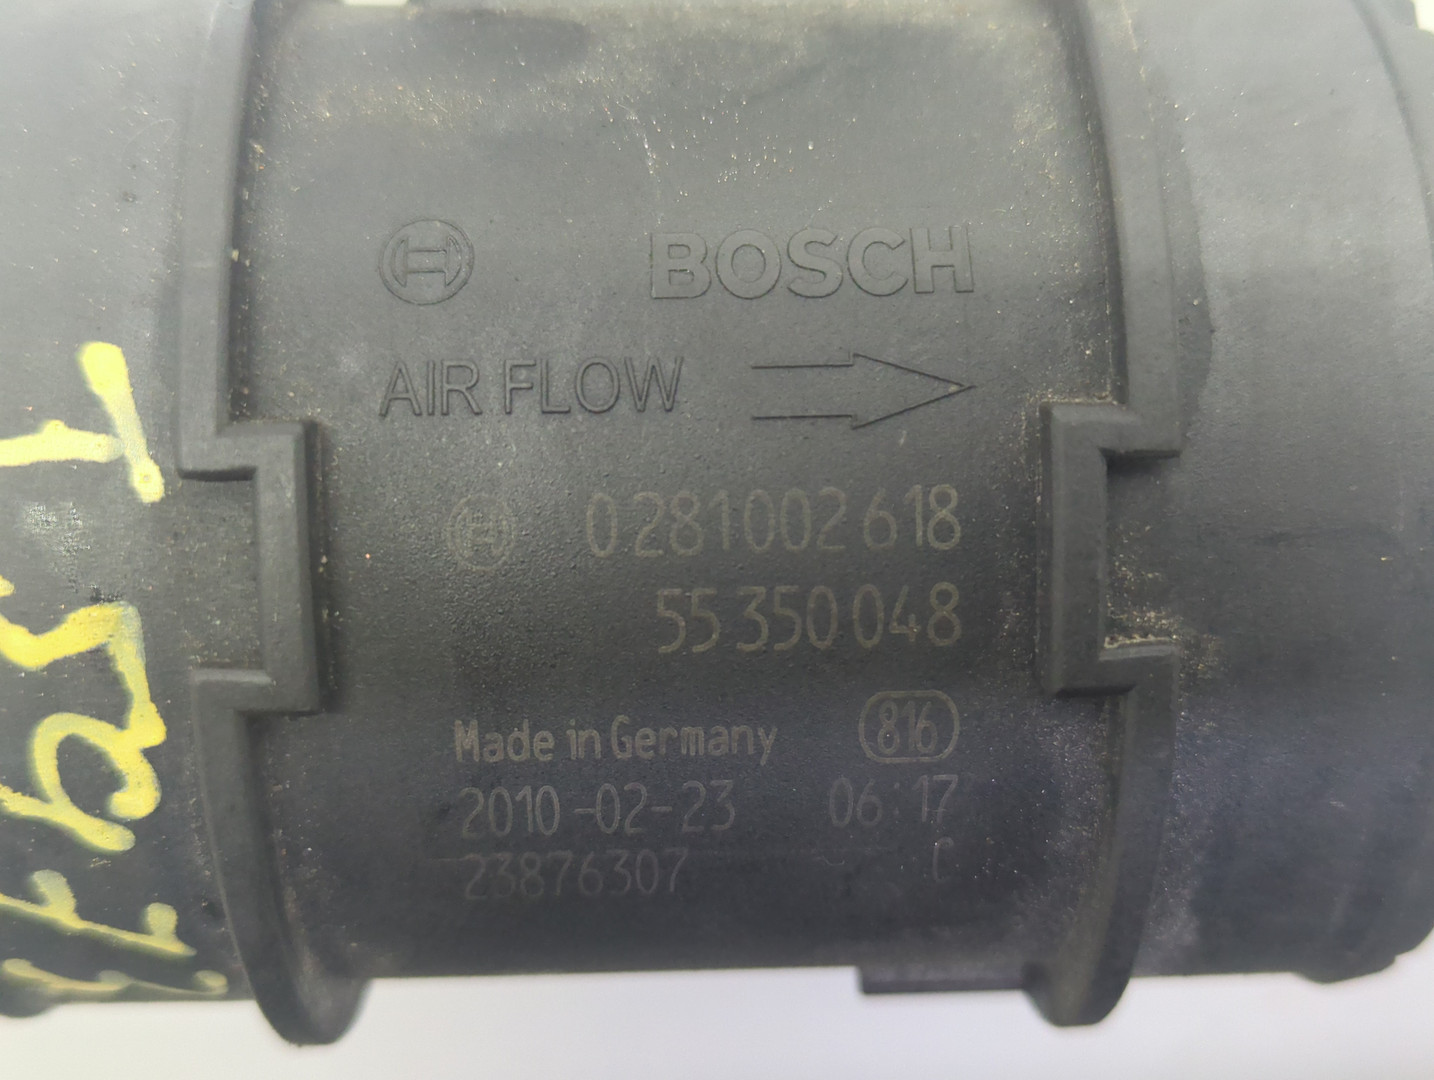 BOSCH
AIR FLOW
0 281 002 618
55 350 048
Made in Germany 816
2010-02-23 06:17
23876307 C